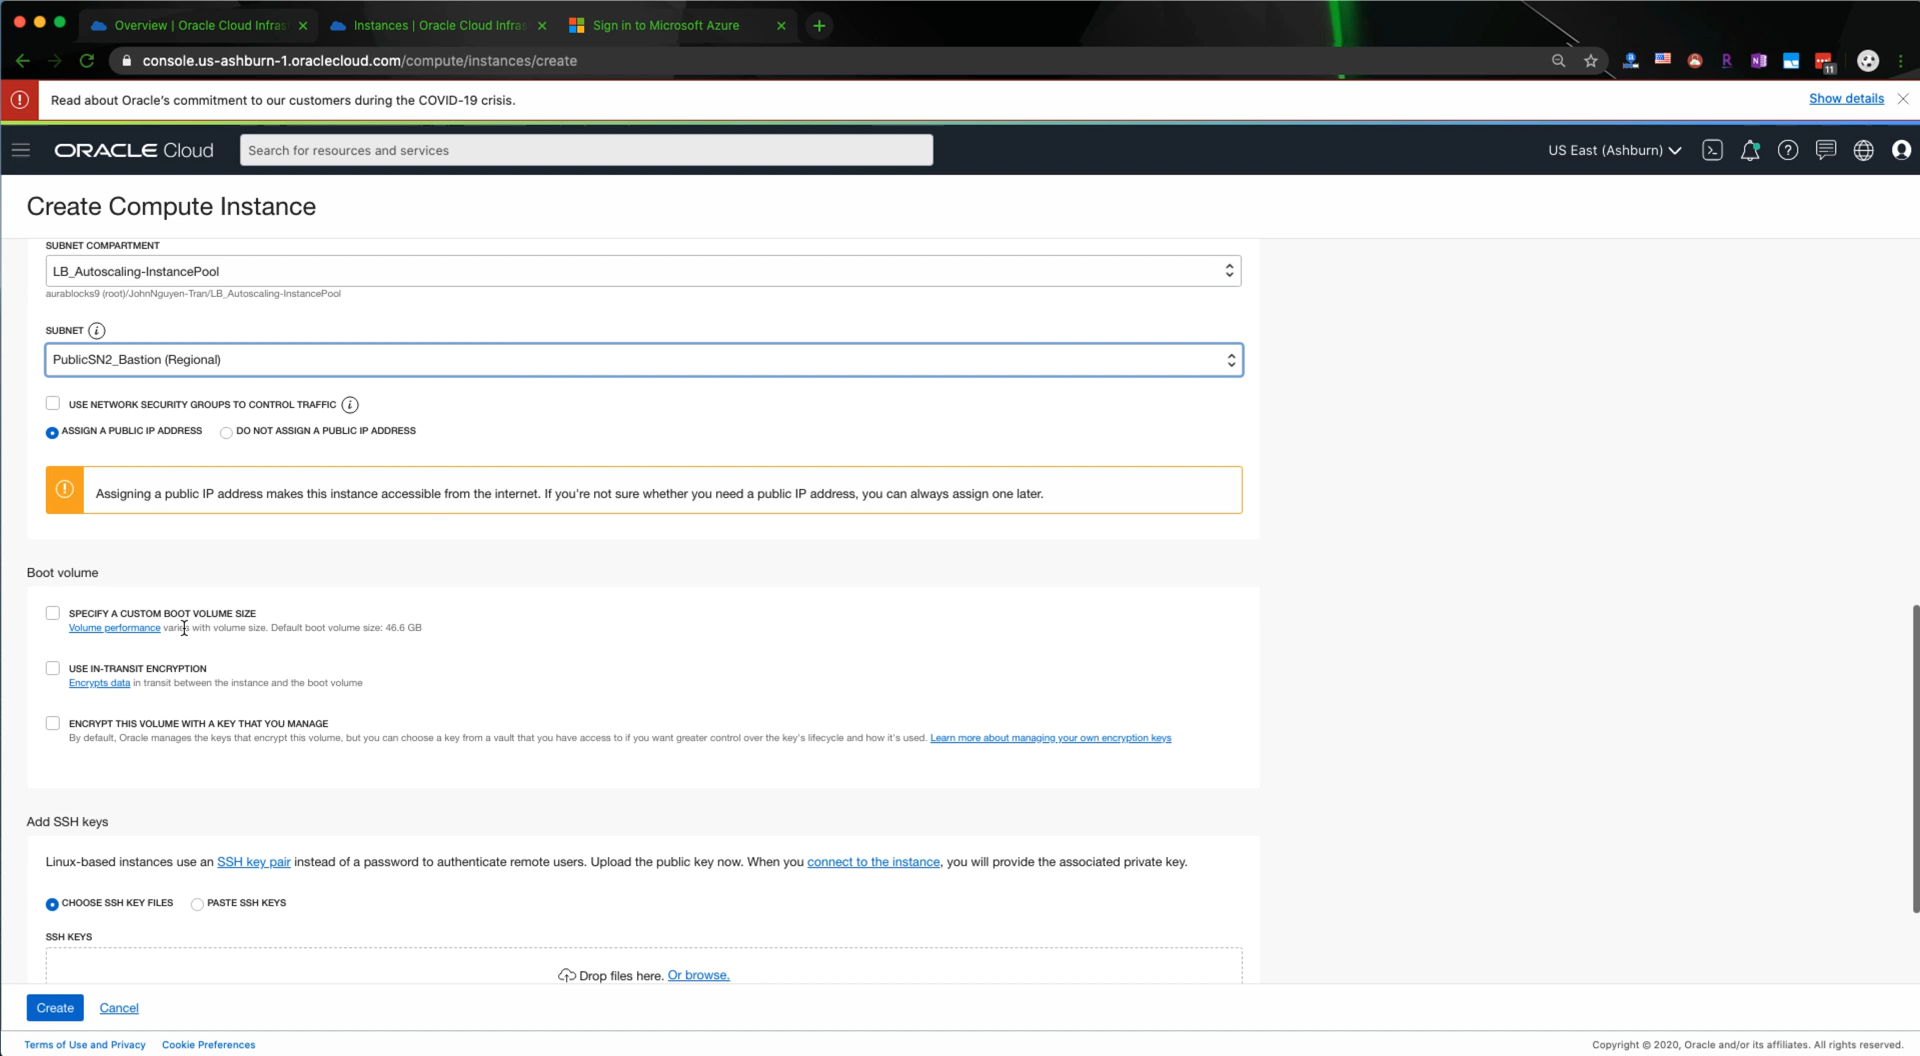 Overview | Oracle Cloud Infras
Instances | Oracle Cloud Infras
Sign in to Microsoft Azure
console.us-ashburn-1.oraclecloud.com/compute/instances/create
11
Read about Oracle's commitment to our customers during the COVID-19 crisis.
Show details
ORACLE Cloud
Search for resources and services
US East (Ashburn)
Create Compute Instance
SUBNET COMPARTMENT
LB_Autoscaling-InstancePool
aurablocks9 (root)/JohnNguyen-Tran/LB_Autoscaling-InstancePool
SUBNET
PublicSN2_Bastion (Regional)
USE NETWORK SECURITY GROUPS TO CONTROL TRAFFIC
ASSIGN A PUBLIC IP ADDRESS
DO NOT ASSIGN A PUBLIC IP ADDRESS
Assigning a public IP address makes this instance accessible from the internet. If you're not sure whether you need a public IP address, you can always assign one later.
Boot volume
SPECIFY A CUSTOM BOOT VOLUME SIZE
Volume performance varies with volume size. Default boot volume size: 46.6 GB
USE IN-TRANSIT ENCRYPTION
Encrypts data in transit between the instance and the boot volume
ENCRYPT THIS VOLUME WITH A KEY THAT YOU MANAGE
By default, Oracle manages the keys that encrypt this volume, but you can choose a key from a vault that you have access to if you want greater control over the key's lifecycle and how it's used. Learn more about managing your own encryption keys
Add SSH keys
Linux-based instances use an SSH key pair instead of a password to authenticate remote users. Upload the public key now. When you connect to the instance, you will provide the associated private key.
CHOOSE SSH KEY FILES
PASTE SSH KEYS
SSH KEYS
Drop files here. Or browse.
Create
Cancel
Terms of Use and Privacy
Cookie Preferences
Copyright © 2020, Oracle and/or its affiliates. All rights reserved.